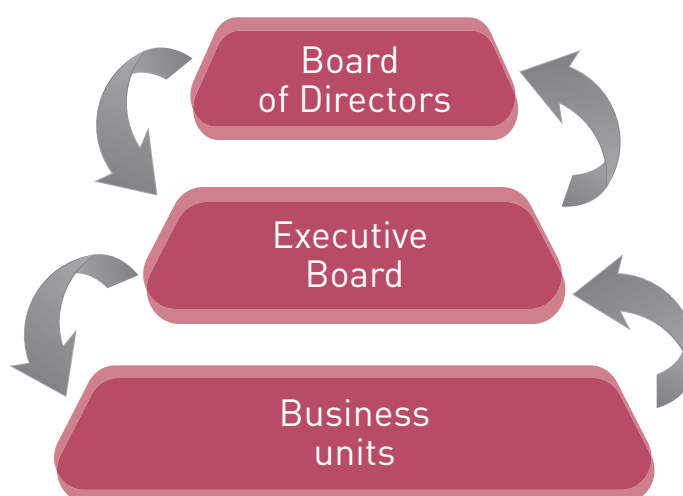 Board
of Directors
Executive
Board
Business
units